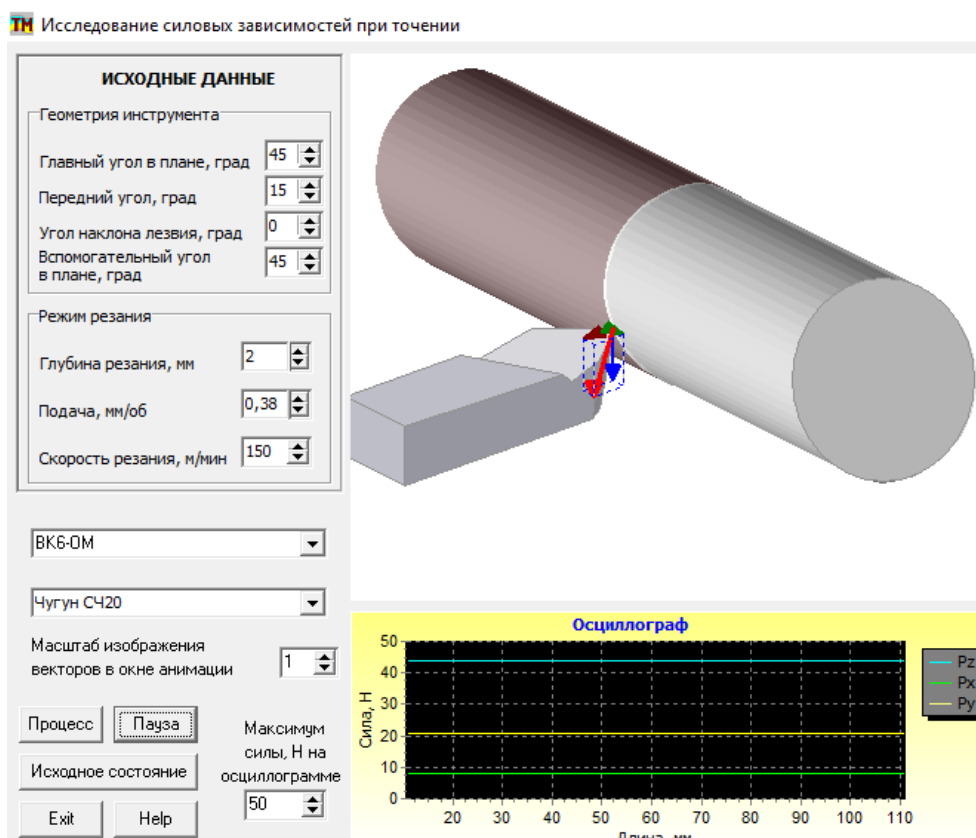 ТМ Исследование силовых зависимостей при точении
ИСХОДНЫЕ ДАННЫЕ
Геометрия инструмента
Главный угол в плане, град 45
Передний угол, град 15
Угол наклона лезвия, град 0
Вспомогательный угол
в плане, град 45
Режим резания
Глубина резания, мм 2
Подача, мм/об 0,38
Скорость резания, м/мин 150
ВК6-ОМ
Чугун СЧ20
Масштаб изображения
векторов в окне анимации 1
Процесс Пауза
Исходное состояние
Exit Help
Максимум
силы, Н на
осциллограмме
50
Осциллограф
Сила, Н
50
40
30
20
10
0
20 30 40 50 60 70 80 90 100 110
Длина, мм
Pz
Px
Py